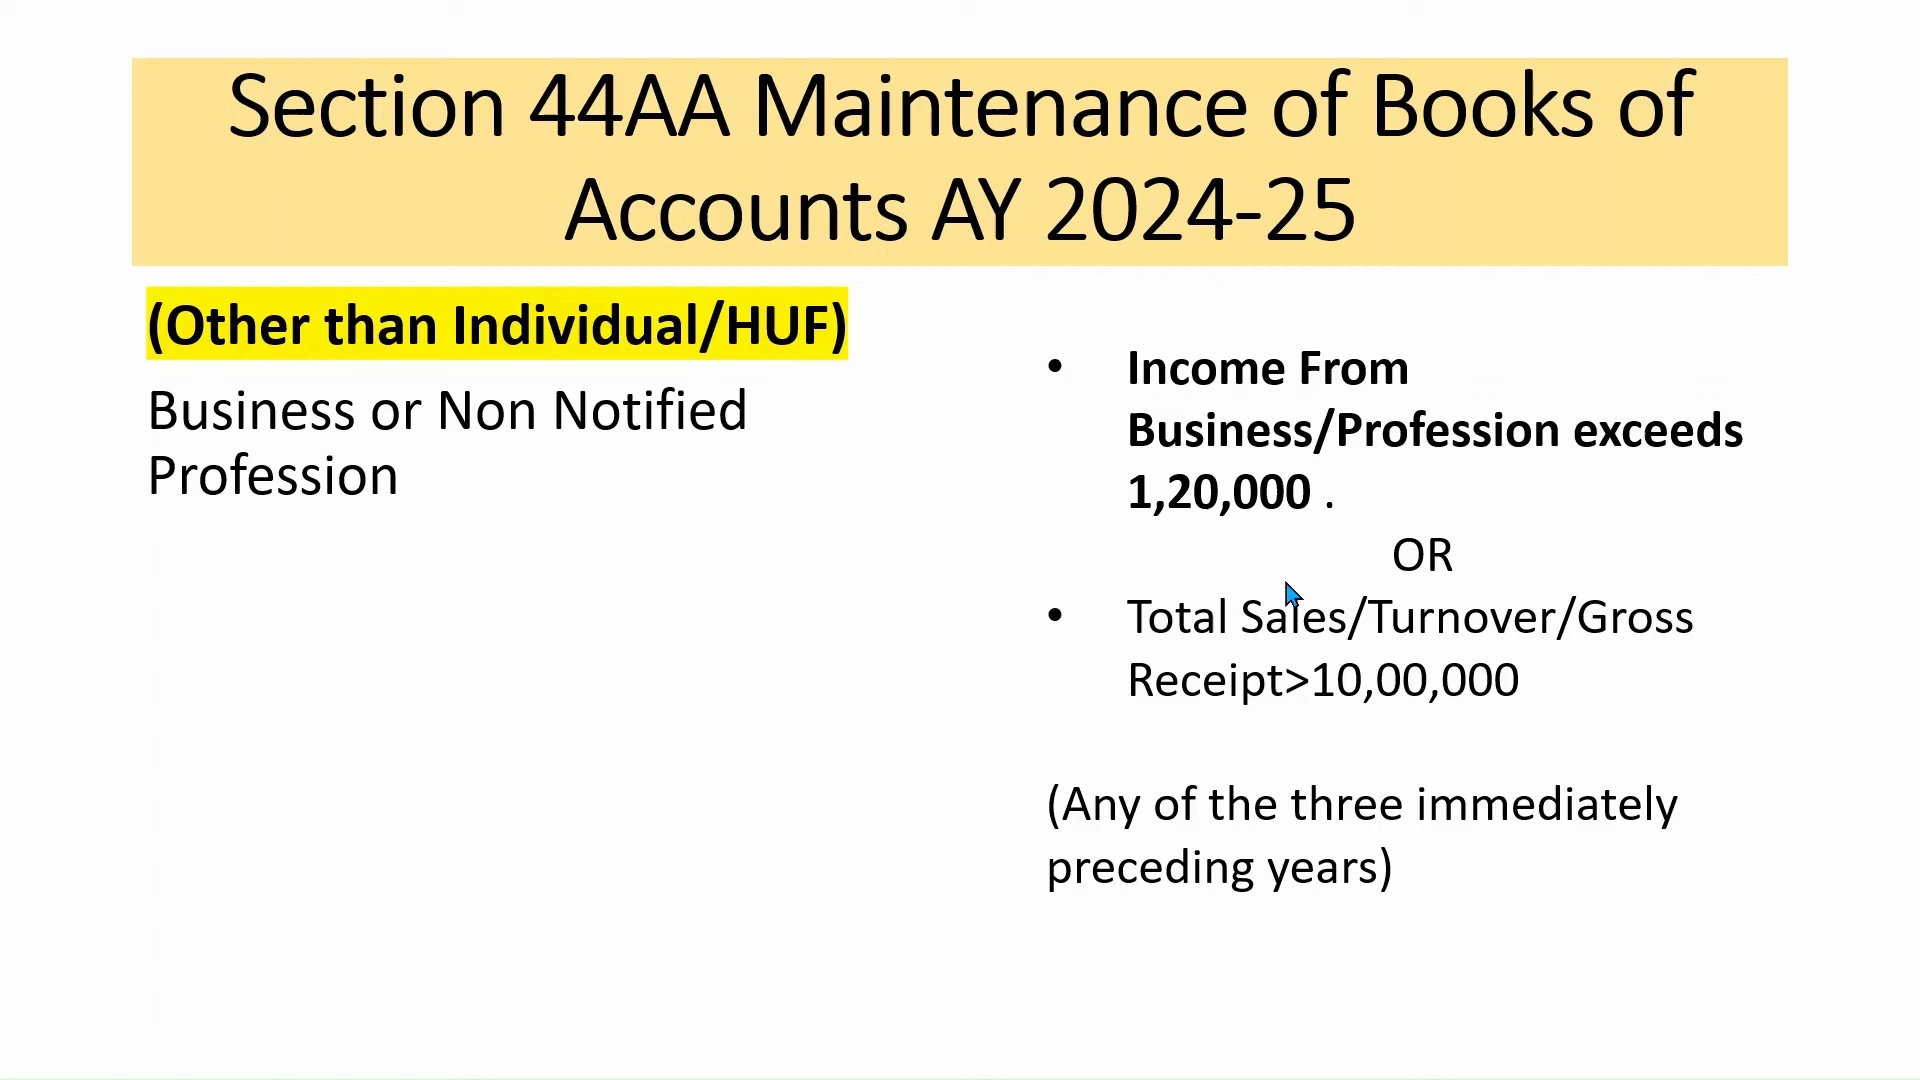 Section 44AA Maintenance of Books of
Accounts AY 2024-25
(Other than Individual/HUF)
Business or Non Notified
Profession
• Income From
Business/Profession exceeds
1,20,000 .
OR
• Total Sales/Turnover/Gross
Receipt>10,00,000
(Any of the three immediately
preceding years)